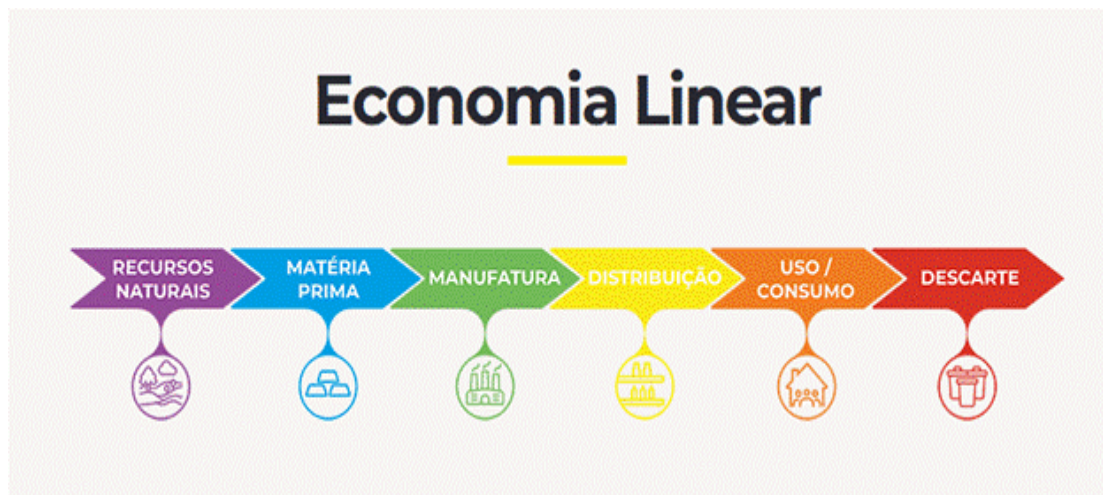 Economia Linear
RECURSOS
NATURAIS
MATÉRIA
PRIMA
MANUFATURA
DISTRIBUIÇÃO
USO /
CONSUMO
DESCARTE